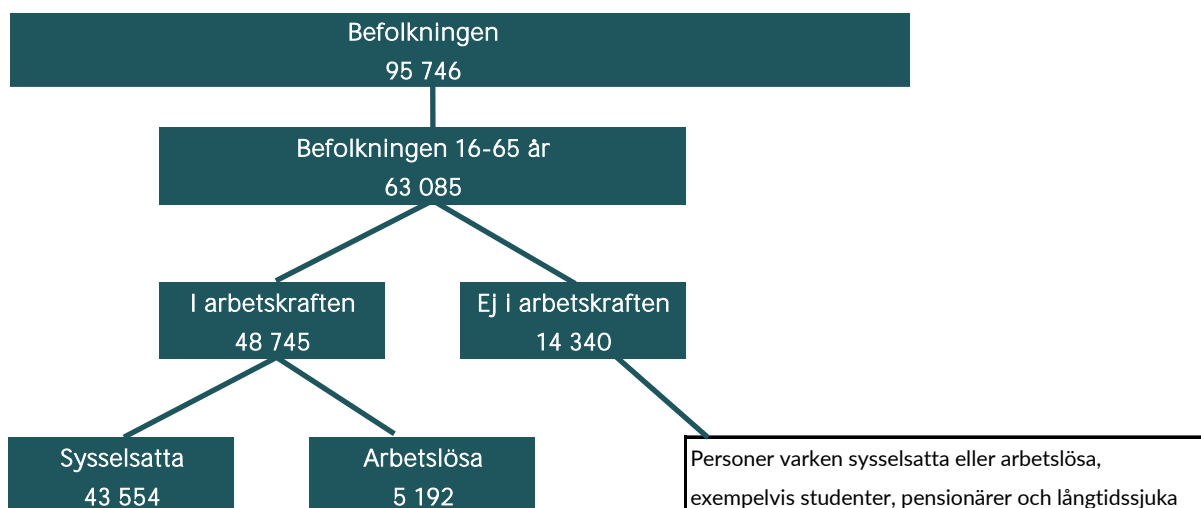 Befolkningen
95 746
Befolkningen 16-65 år
63 085
I arbetskraften
48 745
Ej i arbetskraften
14 340
Sysselsatta
43 554
Arbetslösa
5 192
Personer varken sysselsatta eller arbetslösa,
exempelvis studenter, pensionärer och långtidssjuka